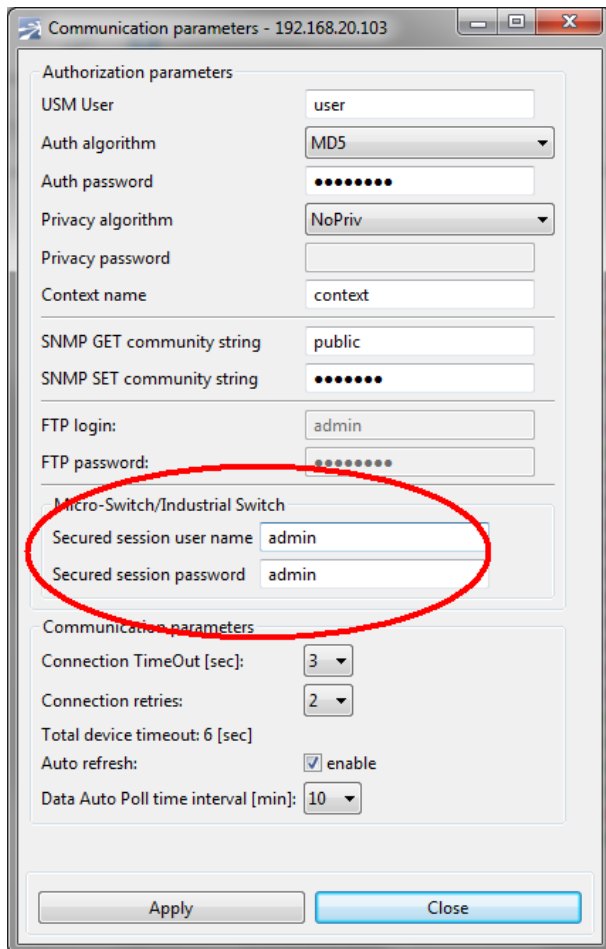 Communication parameters - 192.168.20.103
Authorization parameters
USM User user
Auth algorithm MD5
Auth password ●●●●●●●●
Privacy algorithm NoPriv
Privacy password
Context name context
SNMP GET community string public
SNMP SET community string ●●●●●●●
FTP login: admin
FTP password: ●●●●●●●●
Micro-Switch/Industrial Switch
Secured session user name admin
Secured session password admin
Communication parameters
Connection TimeOut [sec]: 3
Connection retries: 2
Total device timeout: 6 [sec]
Auto refresh: enable
Data Auto Poll time interval [min]: 10
Apply Close